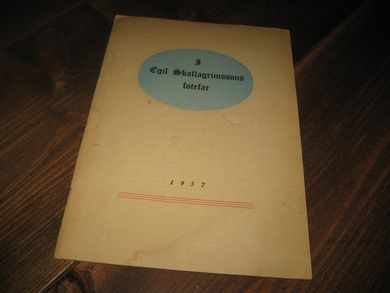 I
Egil Skallagrimssons
fotefar
1957